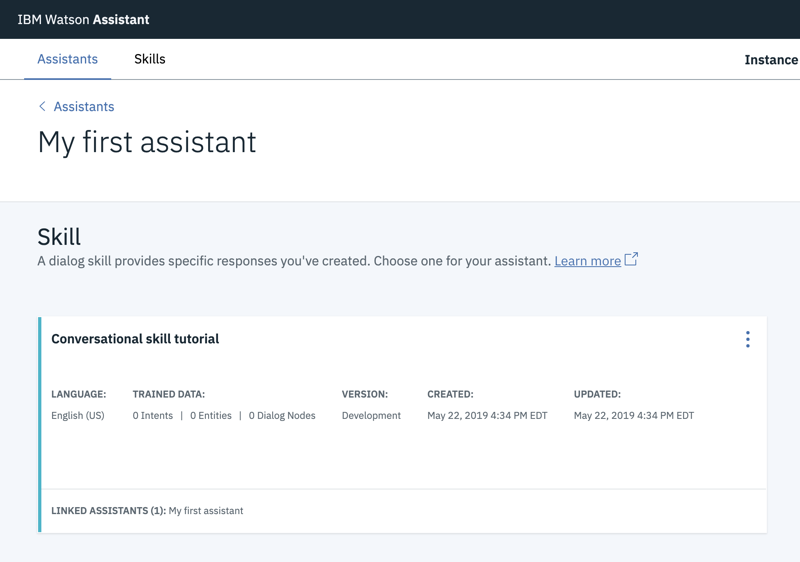 IBM Watson Assistant
Assistants Skills Instance
Assistants
My first assistant
Skill
A dialog skill provides specific responses you've created. Choose one for your assistant. Learn more
Conversational skill tutorial
LANGUAGE: TRAINED DATA: VERSION: CREATED: UPDATED:
English (US) 0 Intents | 0 Entities | 0 Dialog Nodes Development May 22, 2019 4:34 PM EDT May 22, 2019 4:34 PM EDT
LINKED ASSISTANTS (1): My first assistant